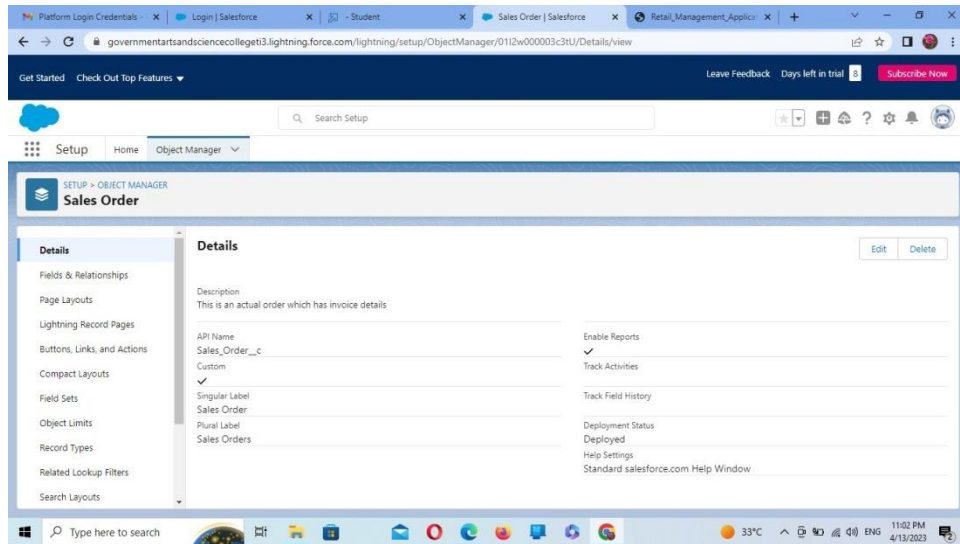 Platform Login Credentials -
Login | Salesforce
- Student
Sales Order | Salesforce
Retail_Management_Applica
governmentartsandsciencecollegeti3.lightning.force.com/lightning/setup/ObjectManager/01I2w000003c3tU/Details/view
Get Started Check Out Top Features
Leave Feedback Days left in trial 8 Subscribe Now
Search Setup
Setup Home Object Manager
SETUP > OBJECT MANAGER
Sales Order
Details
Fields & Relationships
Page Layouts
Lightning Record Pages
Buttons, Links, and Actions
Compact Layouts
Field Sets
Object Limits
Record Types
Related Lookup Filters
Search Layouts
Details
Edit Delete
Description
This is an actual order which has invoice details
API Name
Sales_Order__c
Custom
Singular Label
Sales Order
Plural Label
Sales Orders
Enable Reports
Track Activities
Track Field History
Deployment Status
Deployed
Help Settings
Standard salesforce.com Help Window
Type here to search
33°C
ENG
11:02 PM
4/13/2023
2